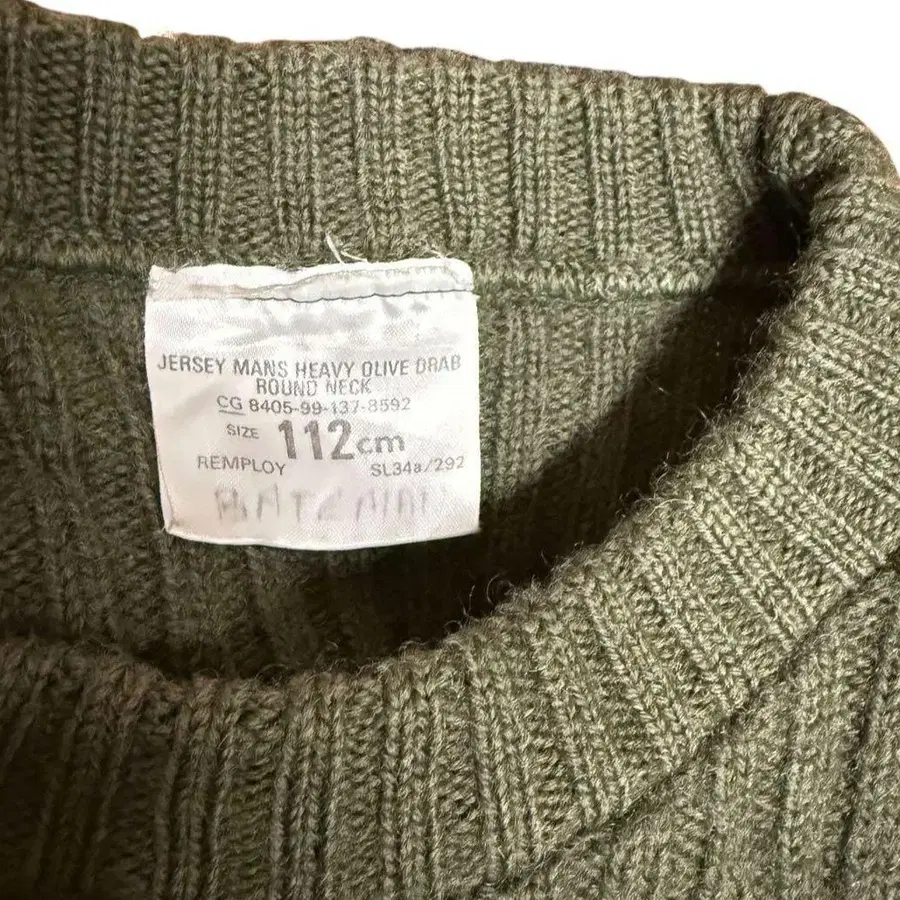 JERSEY MANS HEAVY OLIVE DRAB
ROUND NECK
CG 8405-99-137-8592
SIZE 112cm
REMPLOY SL34a/292